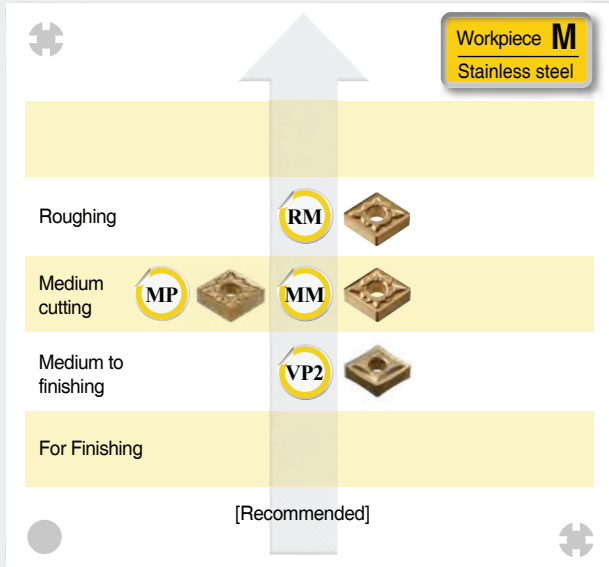 Workpiece M
Stainless steel
Roughing
RM
Medium
cutting
MP
MM
Medium to
finishing
VP2
For Finishing
[Recommended]